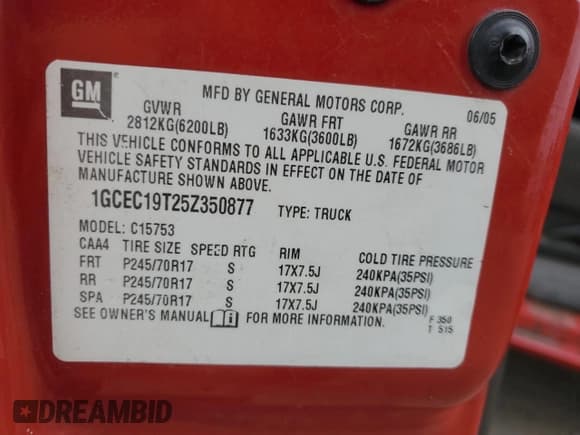 GM
®
MFD BY GENERAL MOTORS CORP. 06/05
GVWR GAWR FRT GAWR RR
2812KG(6200LB) 1633KG(3600LB) 1672KG(3686LB)
THIS VEHICLE CONFORMS TO ALL APPLICABLE U.S. FEDERAL MOTOR
VEHICLE SAFETY STANDARDS IN EFFECT ON THE DATE OF
MANUFACTURE SHOWN ABOVE.
1GCEC19T25Z350877 TYPE: TRUCK
MODEL: C15753
CAA4 TIRE SIZE SPEED RTG RIM COLD TIRE PRESSURE
FRT P245/70R17 S 17X7.5J 240KPA(35PSI)
RR P245/70R17 S 17X7.5J 240KPA(35PSI)
SPA P245/70R17 S 17X7.5J 240KPA(35PSI)
SEE OWNER'S MANUAL i FOR MORE INFORMATION.
F 350
T 515
DREAMBID